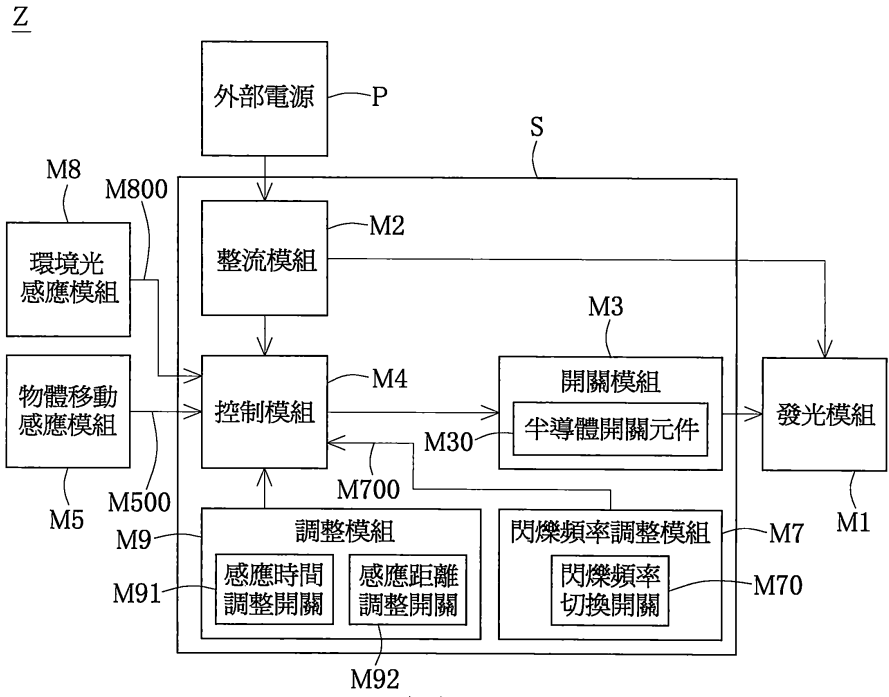 Z
外部電源
P
S
M8
M800
M2
環境光
感應模組
整流模組
M3
物體移動
感應模組
控制模組
M4
開關模組
半導體開關元件
M30
發光模組
M5
M500
M700
M1
M9
調整模組
閃爍頻率調整模組
M7
M91
感應時間
調整開關
感應距離
調整開關
閃爍頻率
切換開關
M70
M92